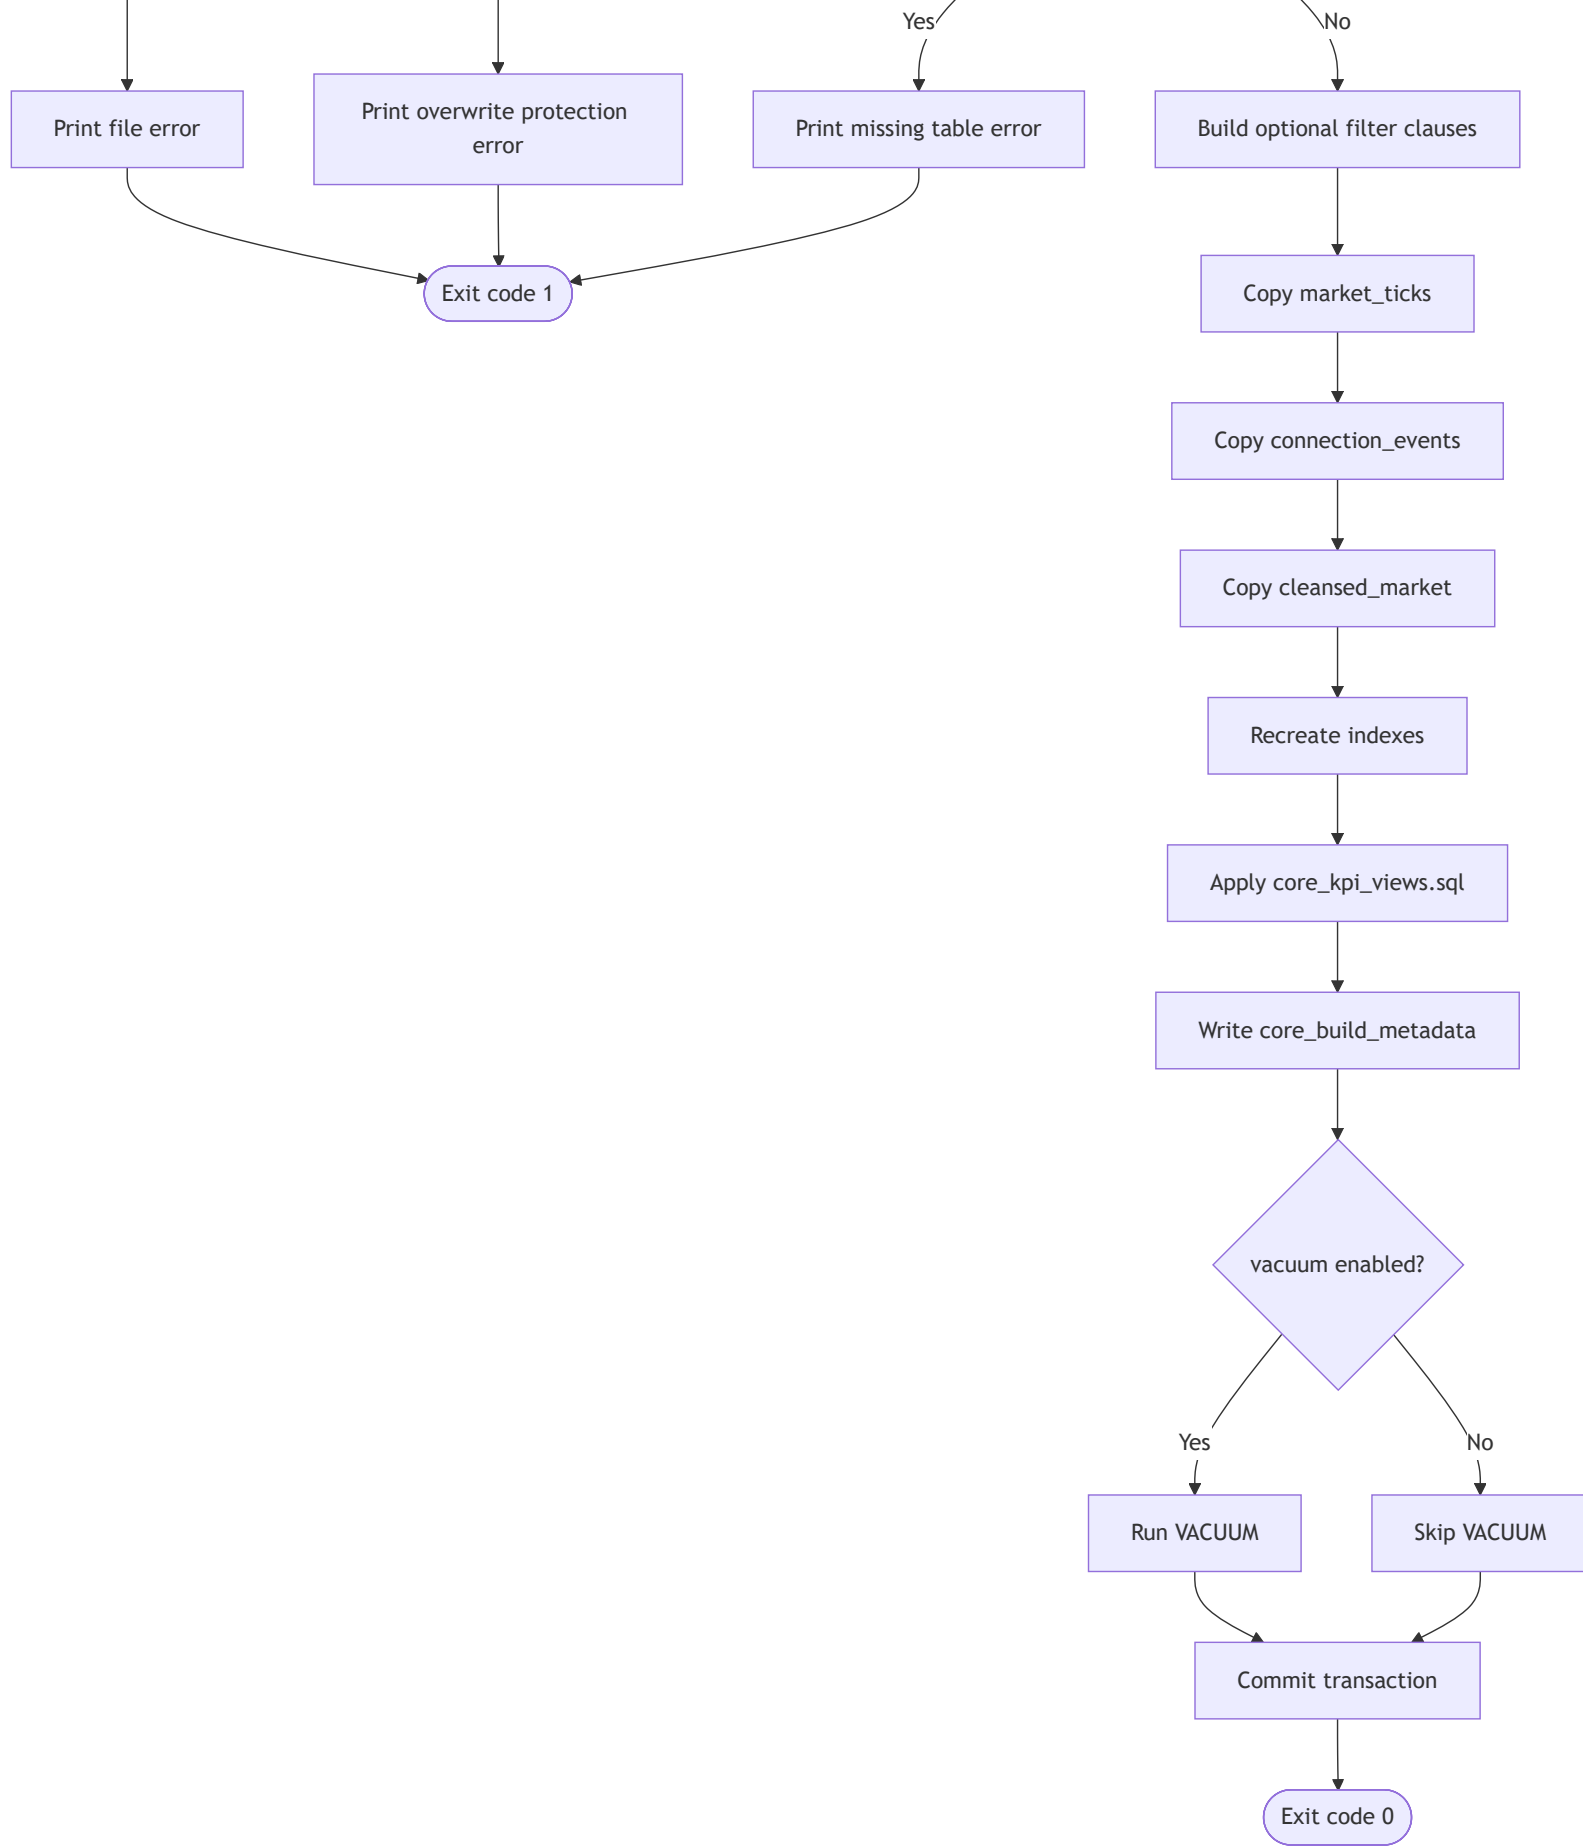 Yes
No
Print file error
Print overwrite protection
error
Print missing table error
Build optional filter clauses
Exit code 1
Copy market_ticks
Copy connection_events
Copy cleansed_market
Recreate indexes
Apply core_kpi_views.sql
Write core_build_metadata
vacuum enabled?
Yes
No
Run VACUUM
Skip VACUUM
Commit transaction
Exit code 0